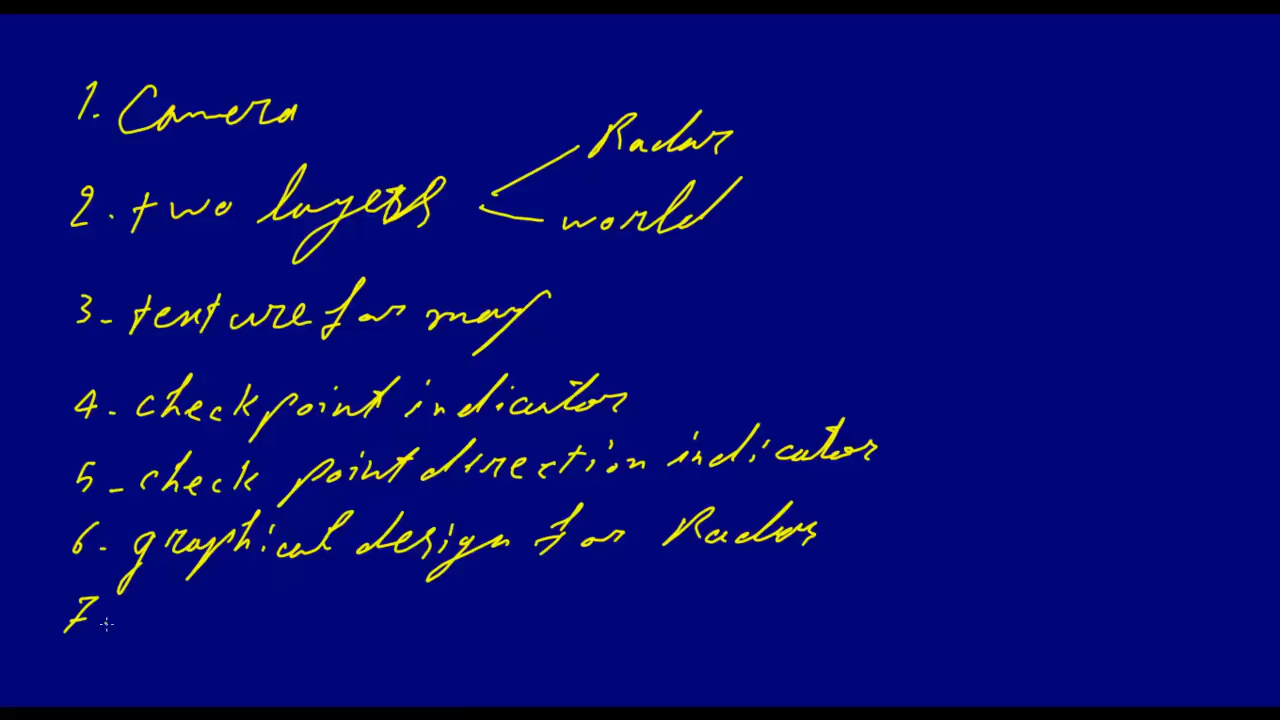 1. Camera
2. two layers Radar
world
3- texture for map
4- checkpoint indicator
5- check point direction indicator
6- graphical design for Radar
7.